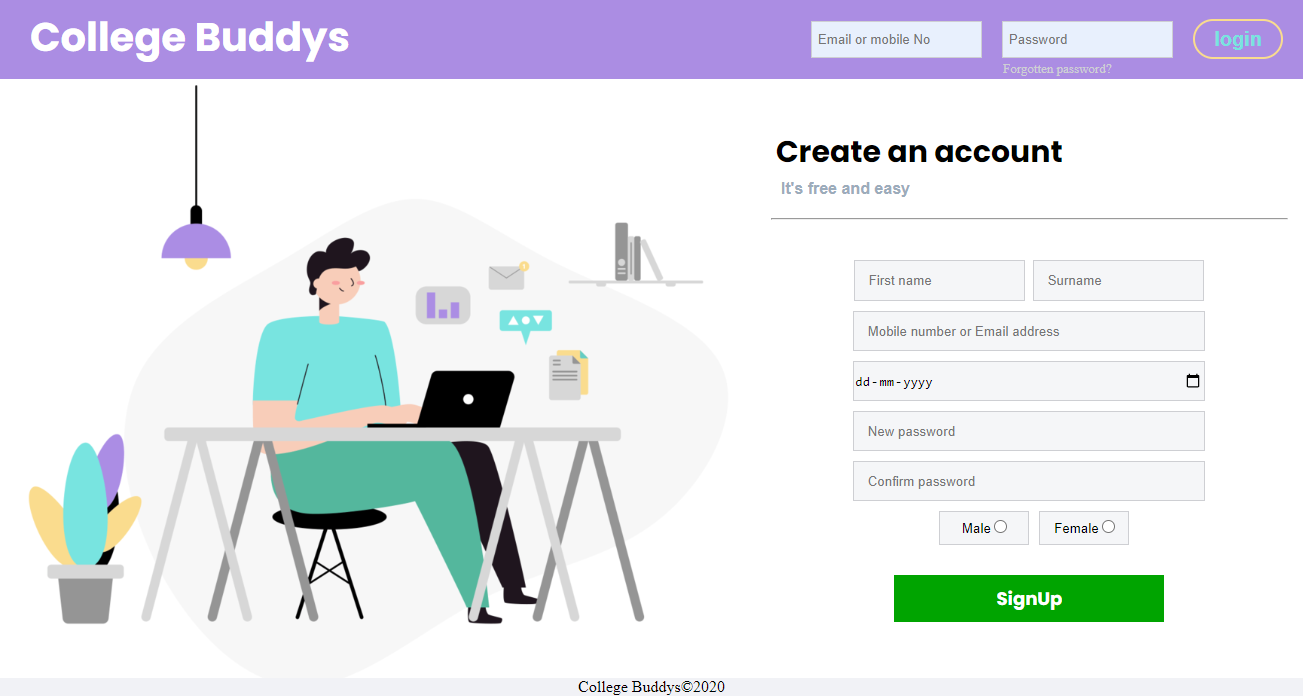 College Buddys
Email or mobile No
Password
login
Forgotten password?
Create an account
It's free and easy
First name
Surname
Mobile number or Email address
dd-mm-yyyy
New password
Confirm password
Male
Female
SignUp
College Buddys©2020